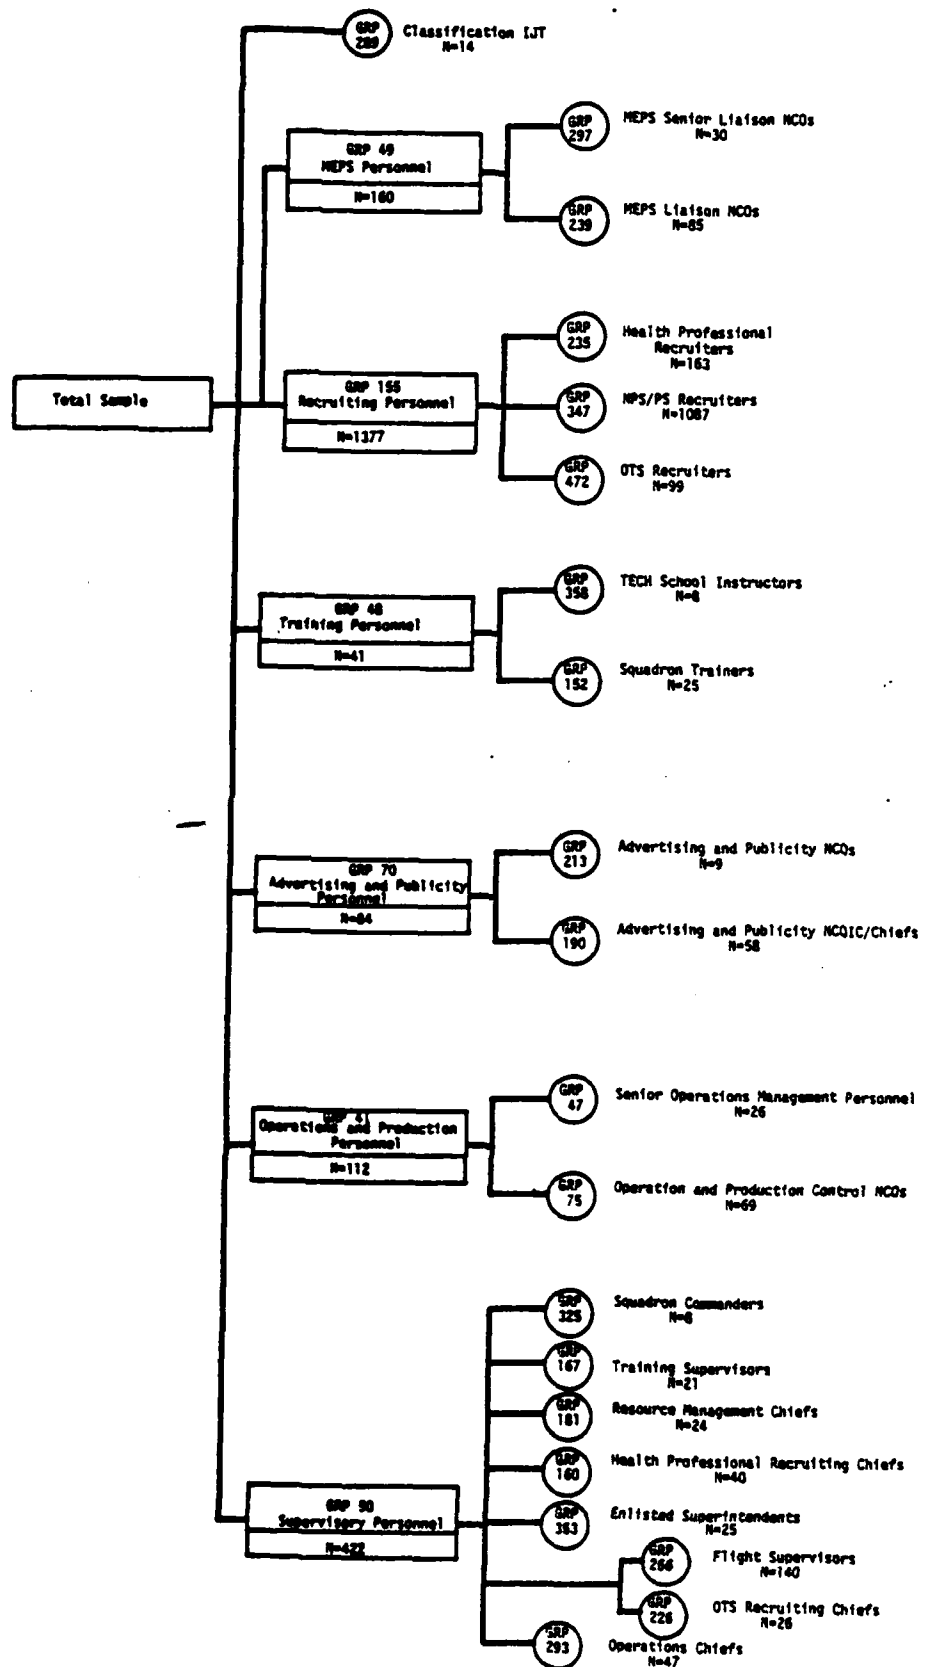 GRP
289
Classification IJT
N=14
GRP 49
MEPS Personnel
N=160
GRP
297
MEPS Senior Liaison NCOs
N=30
GRP
239
MEPS Liaison NCOs
N=85
Total Sample
GRP 155
Recruiting Personnel
N=1377
GRP
235
Health Professional
Recruiters
N=163
GRP
347
NPS/PS Recruiters
N=1087
GRP
472
OTS Recruiters
N=99
GRP 48
Training Personnel
N=41
GRP
358
TECH School Instructors
N=8
GRP
152
Squadron Trainers
N=25
GRP 70
Advertising and Publicity
Personnel
N=84
GRP
213
Advertising and Publicity NCOs
N=9
GRP
190
Advertising and Publicity NCOIC/Chiefs
N=58
GRP 41
Operations and Production
Personnel
N=112
GRP
47
Senior Operations Management Personnel
N=26
GRP
75
Operation and Production Control NCOs
N=69
GRP 90
Supervisory Personnel
N=422
GRP
325
Squadron Commanders
GRP
167
Training Supervisors
N=21
GRP
181
Resource Management Chiefs
N=24
GRP
160
Health Professional Recruiting Chiefs
N=40
GRP
363
Enlisted Superintendents
N=25
GRP
266
Flight Supervisors
N=140
GRP
226
OTS Recruiting Chiefs
N=26
GRP
293
Operations Chiefs
N=47